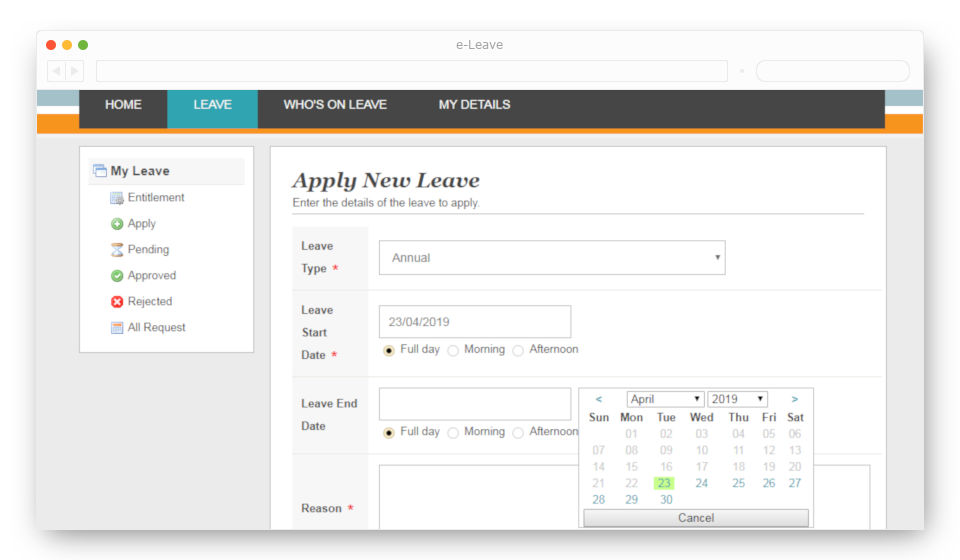 e-Leave
HOME LEAVE WHO'S ON LEAVE MY DETAILS
My Leave
Entitlement
Apply
Pending
Approved
Rejected
All Request
Apply New Leave
Enter the details of the leave to apply.
Leave
Type *
Annual
Leave
Start
Date *
23/04/2019
Full day Morning Afternoon
Leave End
Date
Full day Morning Afternoon
< April 2019 >
Sun Mon Tue Wed Thu Fri Sat
01 02 03 04 05 06
07 08 09 10 11 12 13
14 15 16 17 18 19 20
21 22 23 24 25 26 27
28 29 30
Cancel
Reason *